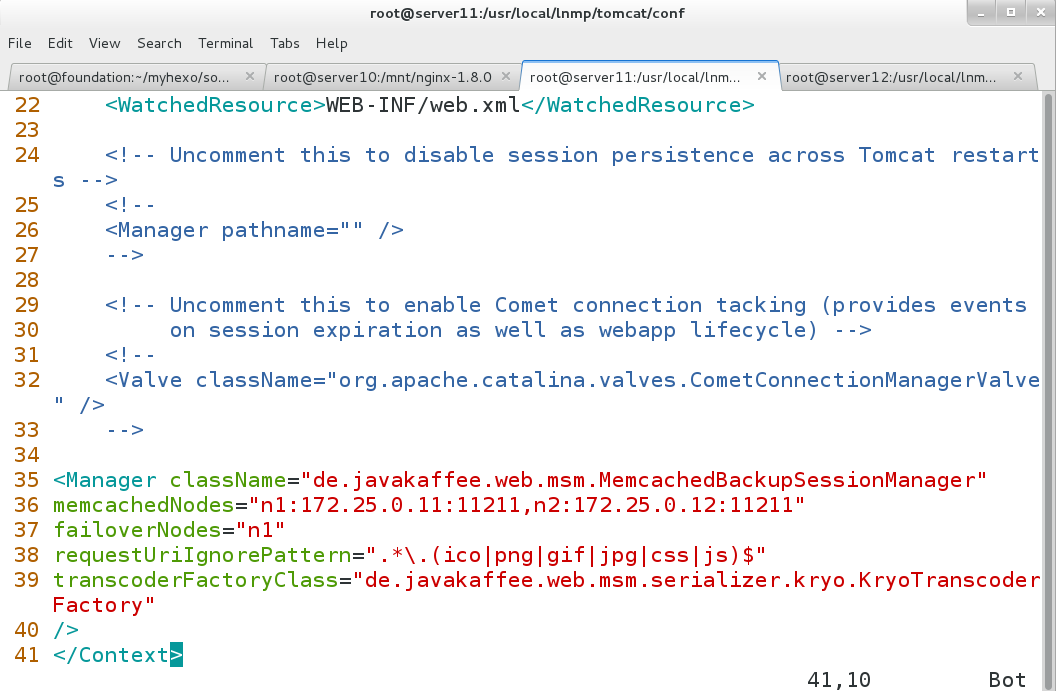 root@server11:/usr/local/lnmp/tomcat/conf
File Edit View Search Terminal Tabs Help
root@foundation:~/myhexo/so... × root@server10:/mnt/nginx-1.8.0 × root@server11:/usr/local/lnm... × root@server12:/usr/local/lnm... ×
22     <WatchedResource>WEB-INF/web.xml</WatchedResource>
23
24     <!-- Uncomment this to disable session persistence across Tomcat restart
s -->
25     <!--
26     <Manager pathname="" />
27     -->
28
29     <!-- Uncomment this to enable Comet connection tacking (provides events
30          on session expiration as well as webapp lifecycle) -->
31     <!--
32     <Valve className="org.apache.catalina.valves.CometConnectionManagerValve
" />
33     -->
34
35 <Manager className="de.javakaffee.web.msm.MemcachedBackupSessionManager"
36 memcachedNodes="n1:172.25.0.11:11211,n2:172.25.0.12:11211"
37 failoverNodes="n1"
38 requestUriIgnorePattern=".*\.(ico|png|gif|jpg|css|js)$"
39 transcoderFactoryClass="de.javakaffee.web.msm.serializer.kryo.KryoTranscoder
Factory"
40 />
41 </Context>
41,10 Bot